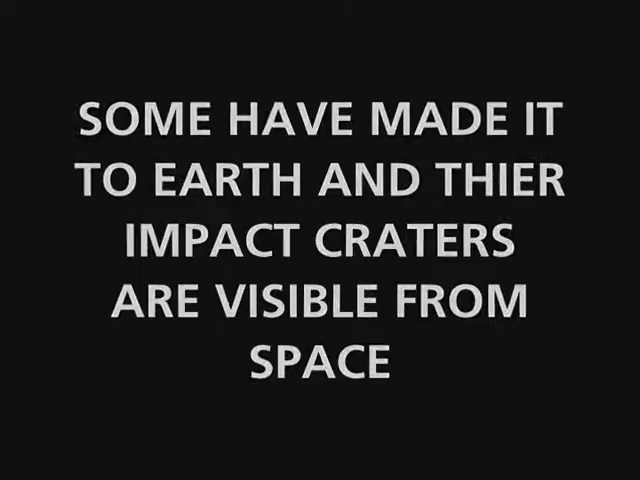 SOME HAVE MADE IT
TO EARTH AND THIER
IMPACT CRATERS
ARE VISIBLE FROM
SPACE